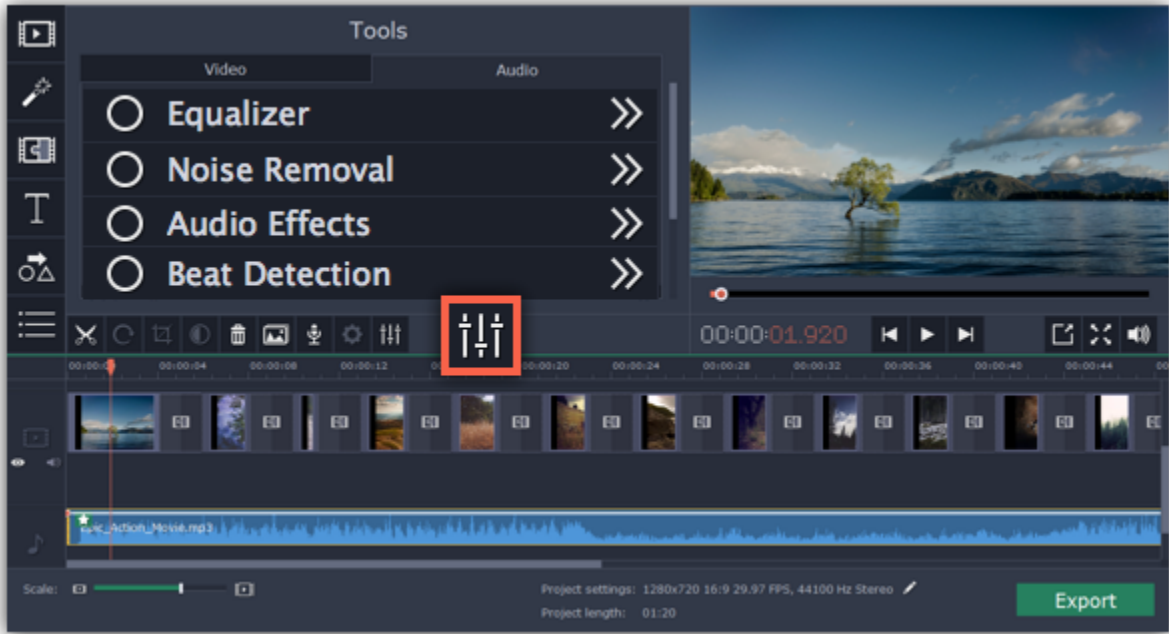 Tools
Video Audio
Equalizer
Noise Removal
Audio Effects
Beat Detection
T
00:00:01.920
00:00:04 00:00:08 00:00:12 00:00:20 00:00:24 00:00:28 00:00:32 00:00:36 00:00:40 00:00:44
Epic_Action_Movie.mp3
Scale:
Project settings: 1280x720 16:9 29.97 FPS, 44100 Hz Stereo
Project length: 01:20
Export